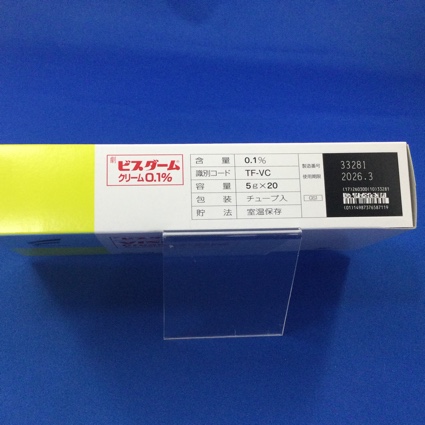 劇
ビスダーム
クリーム0.1%
含量 0.1%
識別コード TF-VC
容量 5g×20
包装 チューブ入
貯法 室温保存
製造番号 33281
使用期限 2026.3